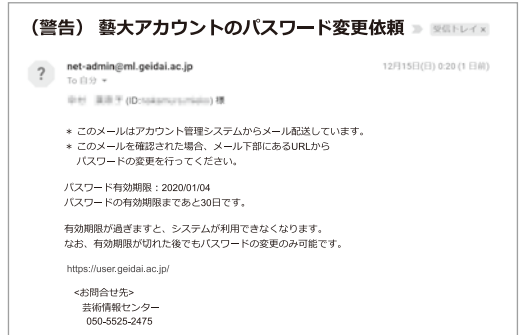 （警告） 藝大アカウントのパスワード変更依頼
net-admin@ml.geidai.ac.jp
12月15日(日) 0:20 (1 日前)
To 自分
(ID: 様
＊ このメールはアカウント管理システムからメール配送しています。
＊ このメールを確認された場合、メール下部にあるURLから
パスワードの変更を行ってください。
パスワード有効期限：2020/01/04
パスワードの有効期限まであと30日です。
有効期限が過ぎますと、システムが利用できなくなります。
なお、有効期限が切れた後でもパスワードの変更のみ可能です。
https://user.geidai.ac.jp/
<お問合せ先>
芸術情報センター
050-5525-2475